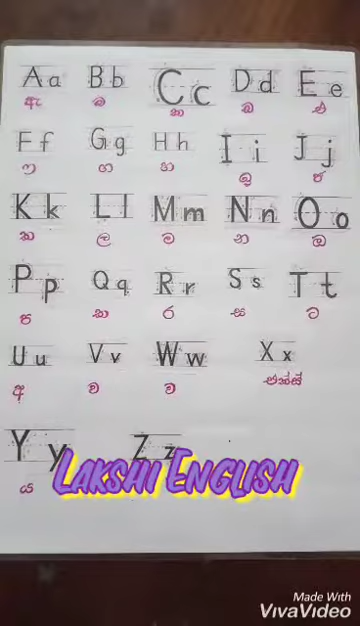 Aa Bb Cc Dd Ee
ඇ බ ක ඩ එ
Ff Gg Hh Ii Jj
ෆ ග හ ඉ ජ
Kk Ll Mm Nn Oo
ක ල ම න ඔ
Pp Qq Rr Ss Tt
ප ක ර ස ට
Uu Vv Ww Xx
අ ව ව එක්ස්
Yy Zz
ය
LAKSHI ENGLISH
Made With
VivaVideo